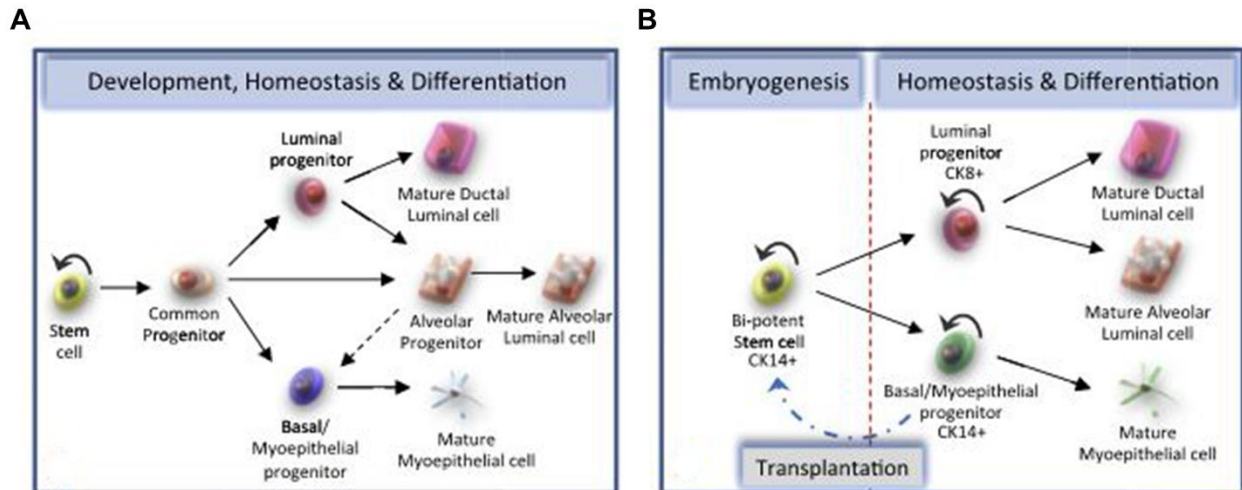 A
Development, Homeostasis & Differentiation
Luminal
progenitor
Mature Ductal
Luminal cell
Stem
cell
Common
Progenitor
Alveolar
Progenitor
Mature Alveolar
Luminal cell
Basal/
Myoepithelial
progenitor
Mature
Myoepithelial cell
B
Embryogenesis
Homeostasis & Differentiation
Luminal
progenitor
CK8+
Mature Ductal
Luminal cell
Bi-potent
Stem cell
CK14+
Mature Alveolar
Luminal cell
Basal/Myoepithelial
progenitor
CK14+
Mature
Myoepithelial cell
Transplantation